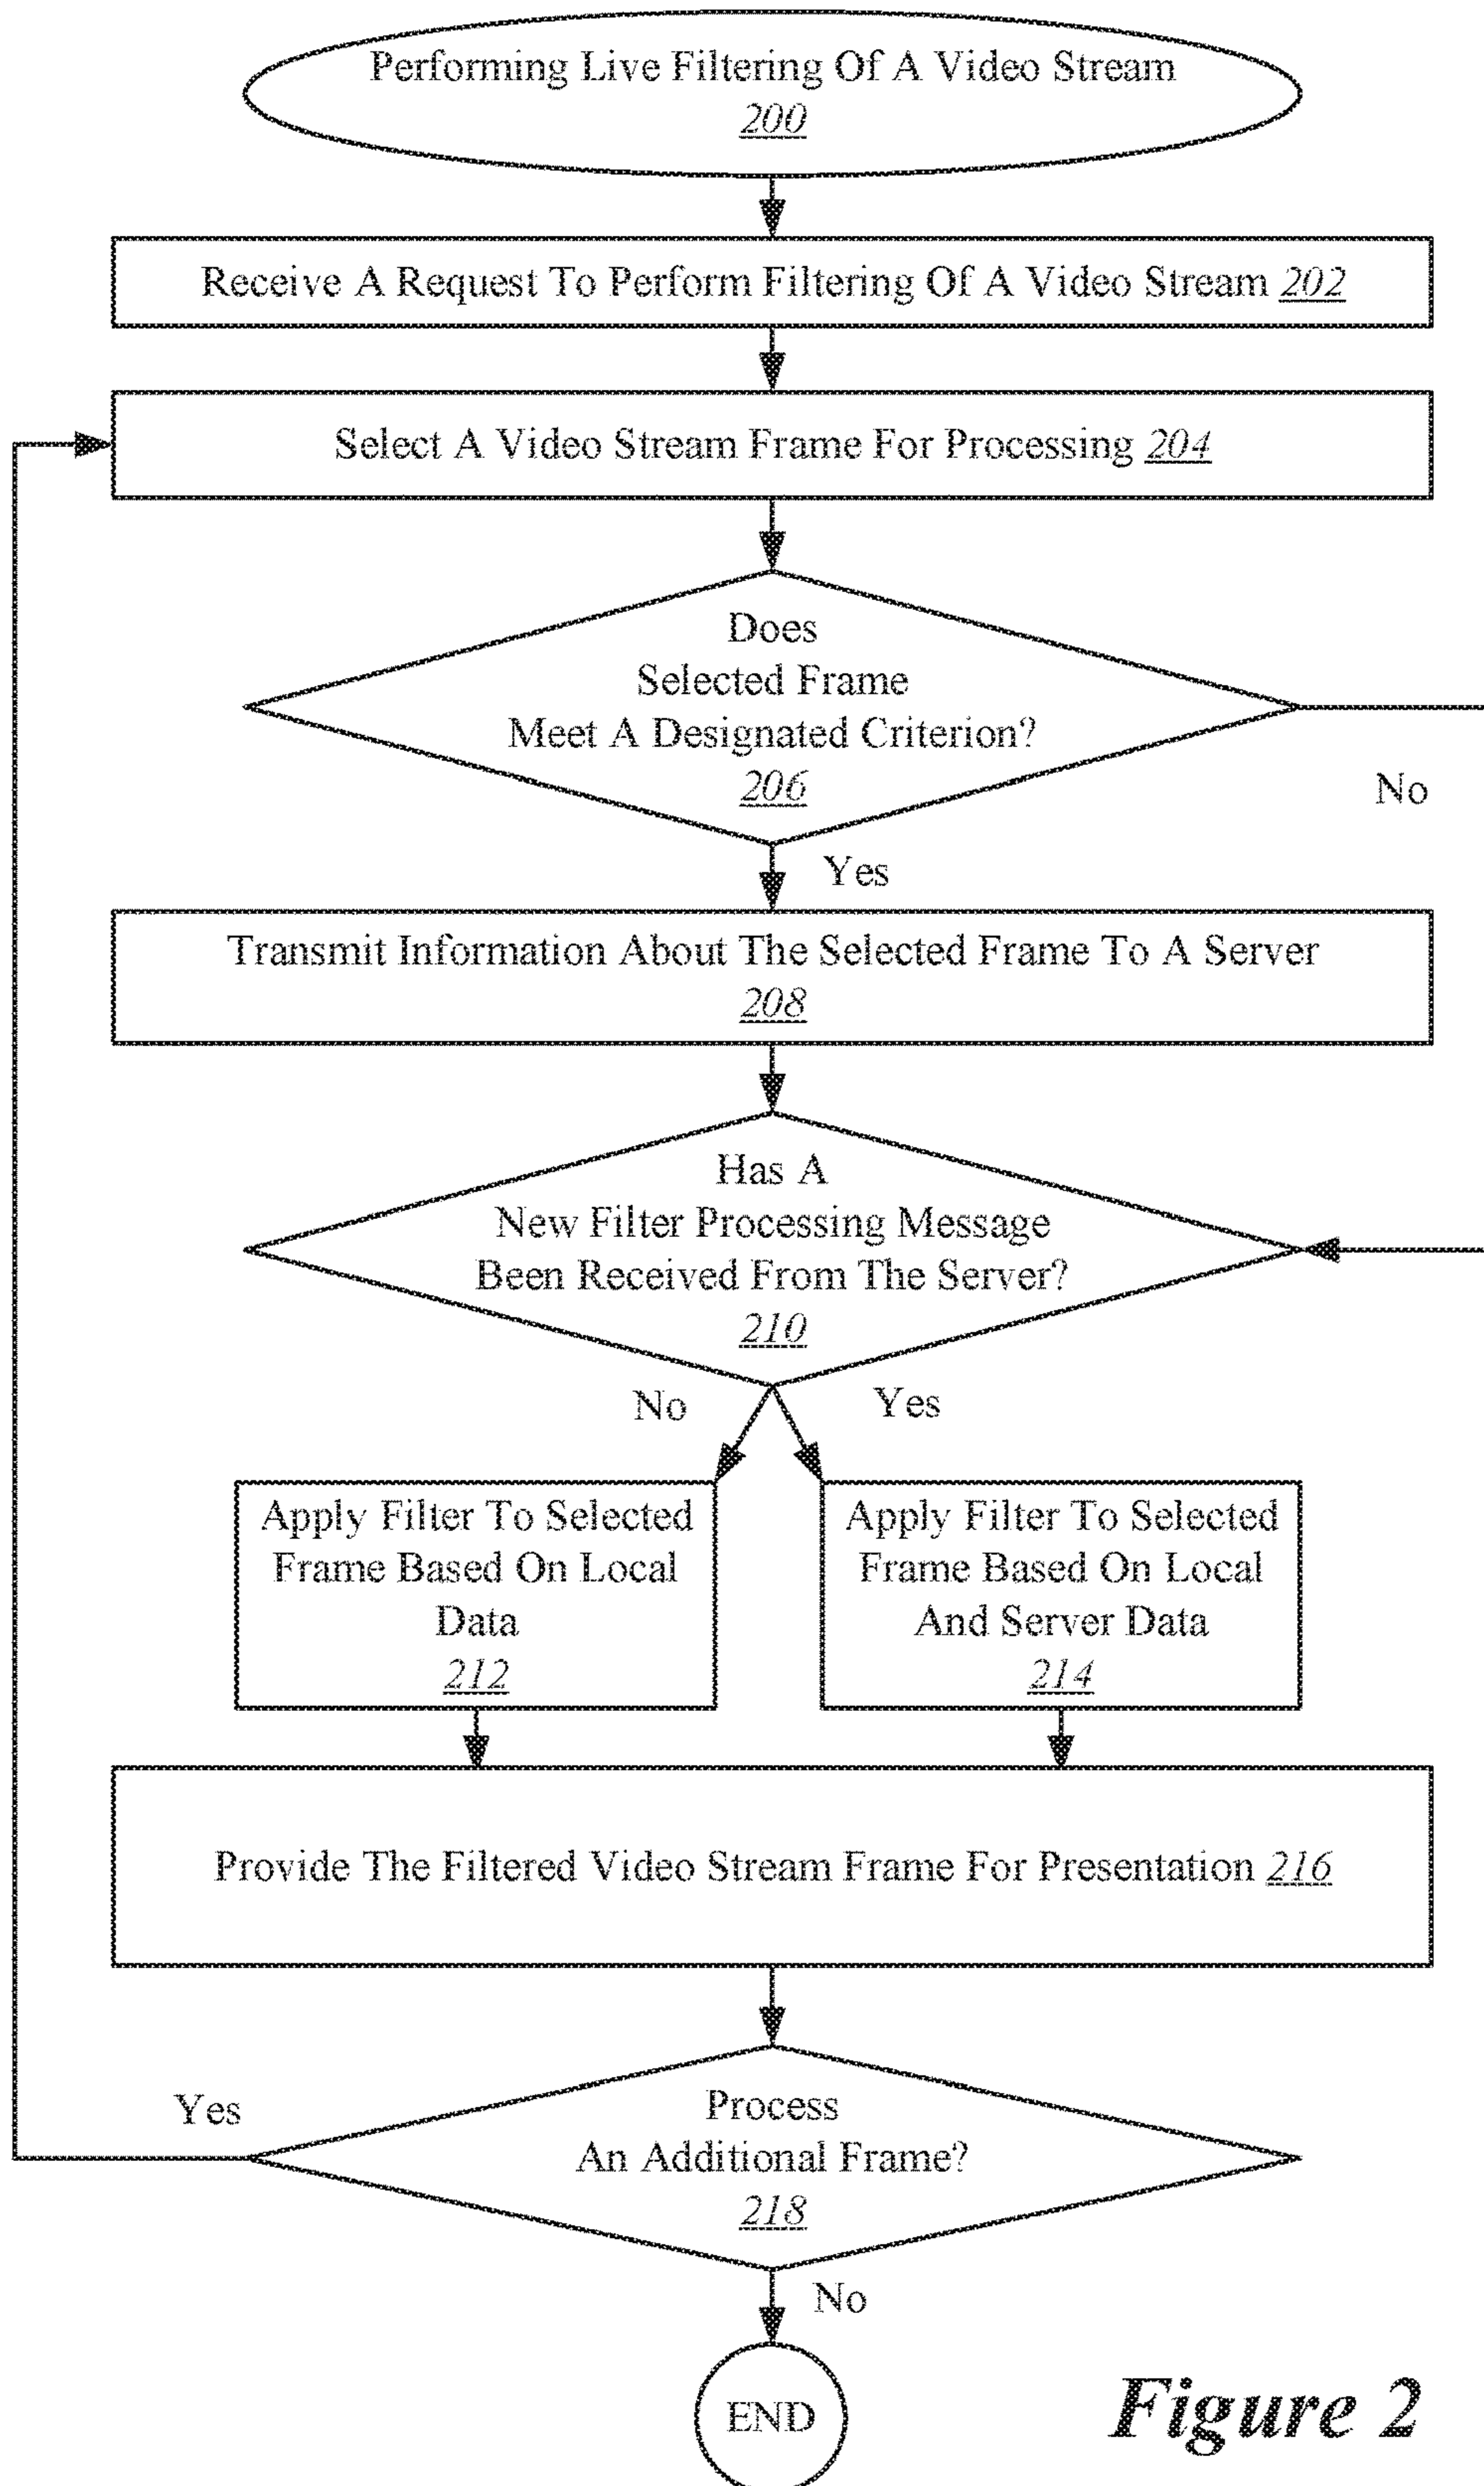 Performing Live Filtering Of A Video Stream
200
Receive A Request To Perform Filtering Of A Video Stream 202
Select A Video Stream Frame For Processing 204
Does
Selected Frame
Meet A Designated Criterion?
206
No
Yes
Transmit Information About The Selected Frame To A Server
208
Has A
New Filter Processing Message
Been Received From The Server?
210
No
Yes
Apply Filter To Selected
Frame Based On Local
Data
212
Apply Filter To Selected
Frame Based On Local
And Server Data
214
Provide The Filtered Video Stream Frame For Presentation 216
Yes
Process
An Additional Frame?
218
No
END
Figure 2